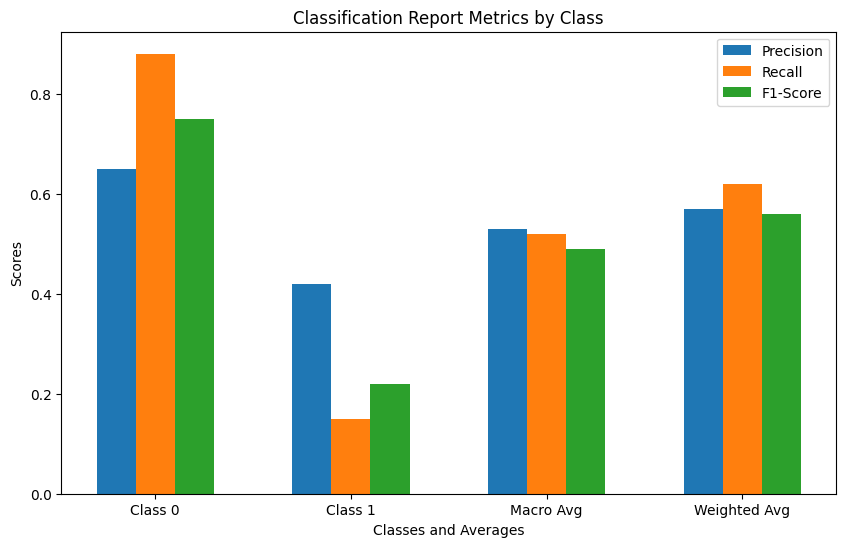 Classification Report Metrics by Class
Precision
Recall
F1-Score
Scores
0.8
0.6
0.4
0.2
0.0
Class 0
Class 1
Macro Avg
Weighted Avg
Classes and Averages